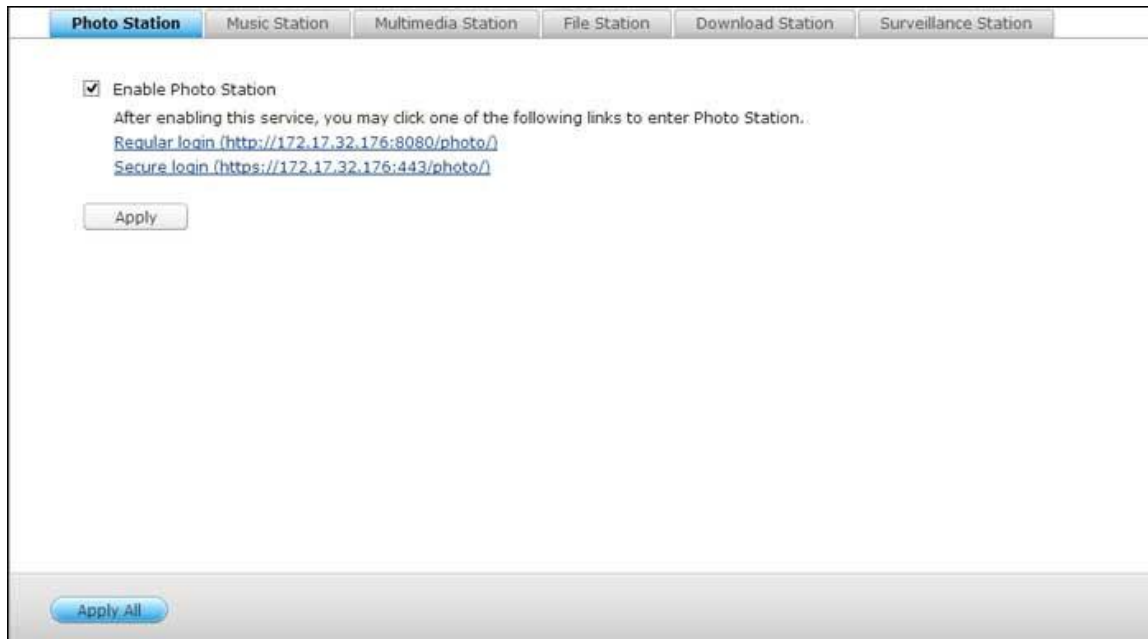 Photo Station Music Station Multimedia Station File Station Download Station Surveillance Station
Enable Photo Station
After enabling this service, you may click one of the following links to enter Photo Station.
Regular login (http://172.17.32.176:8080/photo/)
Secure login (https://172.17.32.176:443/photo/)
Apply
Apply All